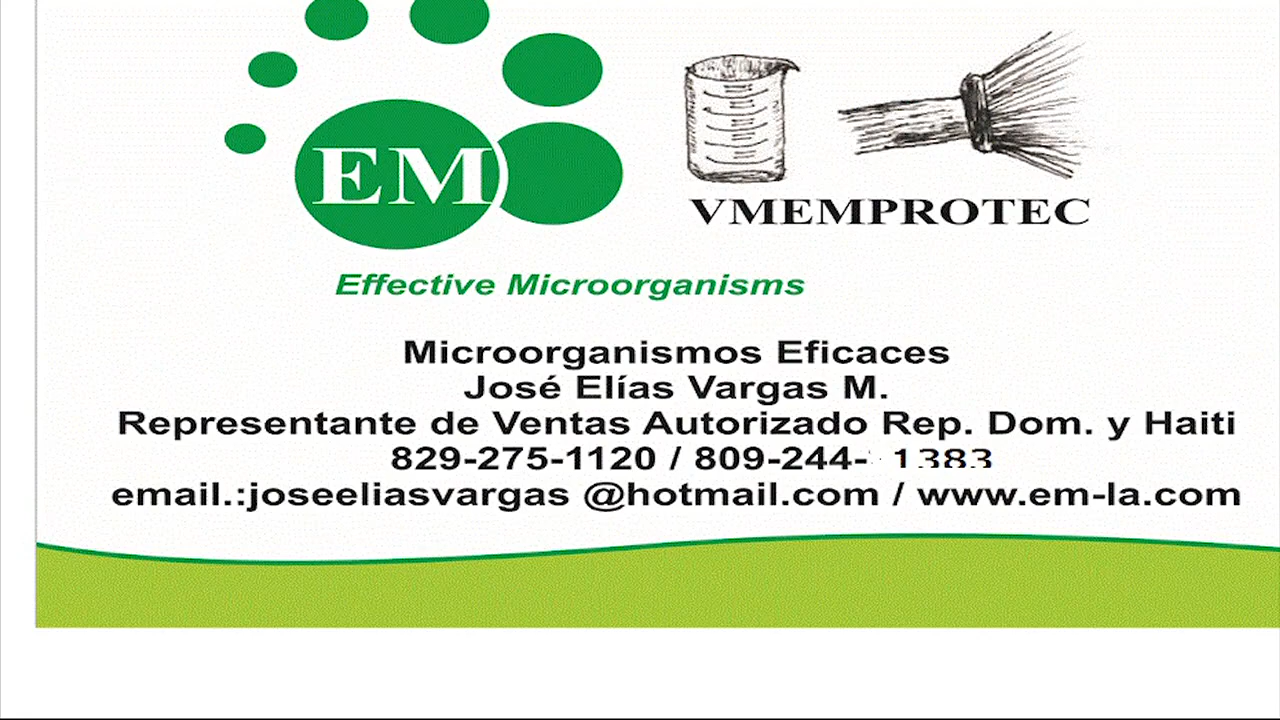 EM
VMEMPROTEC
Effective Microorganisms
Microorganismos Eficaces
José Elías Vargas M.
Representante de Ventas Autorizado Rep. Dom. y Haiti
829-275-1120 / 809-244- 1383
email.:joseeliasvargas @hotmail.com / www.em-la.com